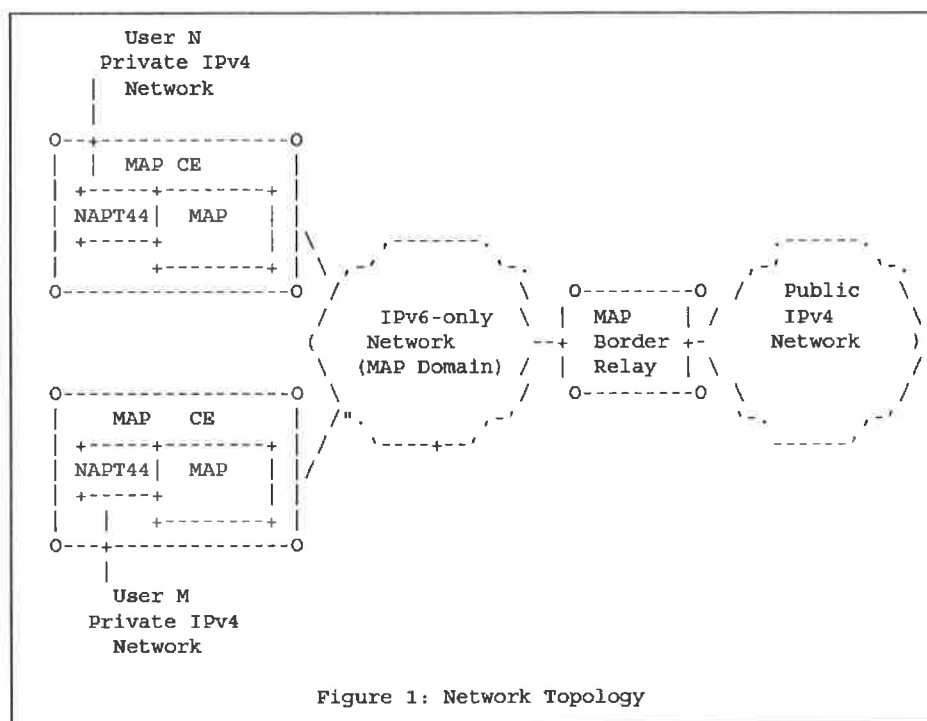 User N
Private IPv4
Network
MAP CE
NAPT44 MAP
IPv6-only
Network
(MAP Domain)
MAP
Border
Relay
Public
IPv4
Network
MAP CE
NAPT44 MAP
User M
Private IPv4
Network
Figure 1: Network Topology